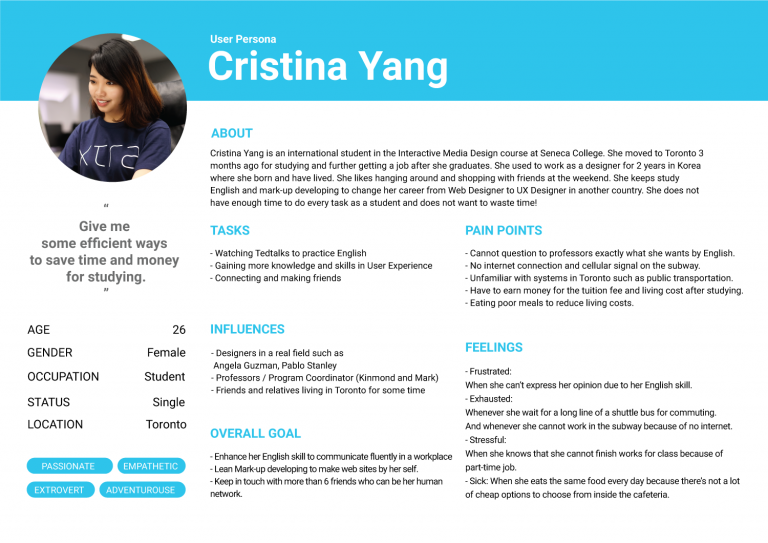 User Persona
Cristina Yang
xtra
ABOUT
Cristina Yang is an international student in the Interactive Media Design course at Seneca College. She moved to Toronto 3
months ago for studying and further getting a job after she graduates. She used to work as a designer for 2 years in Korea
where she born and have lived. She likes hanging around and shopping with friends at the weekend. She keeps study
English and mark-up developing to change her career from Web Designer to UX Designer in another country. She does not
have enough time to do every task as a student and does not want to waste time!
“
Give me
some efficient ways
to save time and money
for studying.
”
AGE 26
GENDER Female
OCCUPATION Student
STATUS Single
LOCATION Toronto
PASSIONATE EMPATHETIC
EXTROVERT ADVENTUROUSE
TASKS
- Watching Tedtalks to practice English
- Gaining more knowledge and skills in User Experience
- Connecting and making friends
INFLUENCES
- Designers in a real field such as
Angela Guzman, Pablo Stanley
- Professors / Program Coordinator (Kinmond and Mark)
- Friends and relatives living in Toronto for some time
OVERALL GOAL
- Enhance her English skill to communicate fluently in a workplace
- Lean Mark-up developing to make web sites by her self.
- Keep in touch with more than 6 friends who can be her human
network.
PAIN POINTS
- Cannot question to professors exactly what she wants by English.
- No internet connection and cellular signal on the subway.
- Unfamiliar with systems in Toronto such as public transportation.
- Have to earn money for the tuition fee and living cost after studying.
- Eating poor meals to reduce living costs.
FEELINGS
- Frustrated:
When she can't express her opinion due to her English skill.
- Exhausted:
Whenever she wait for a long line of a shuttle bus for commuting.
And whenever she cannot work in the subway because of no internet.
- Stressful:
When she knows that she cannot finish works for class because of
part-time job.
- Sick: When she eats the same food every day because there's not a lot
of cheap options to choose from inside the cafeteria.